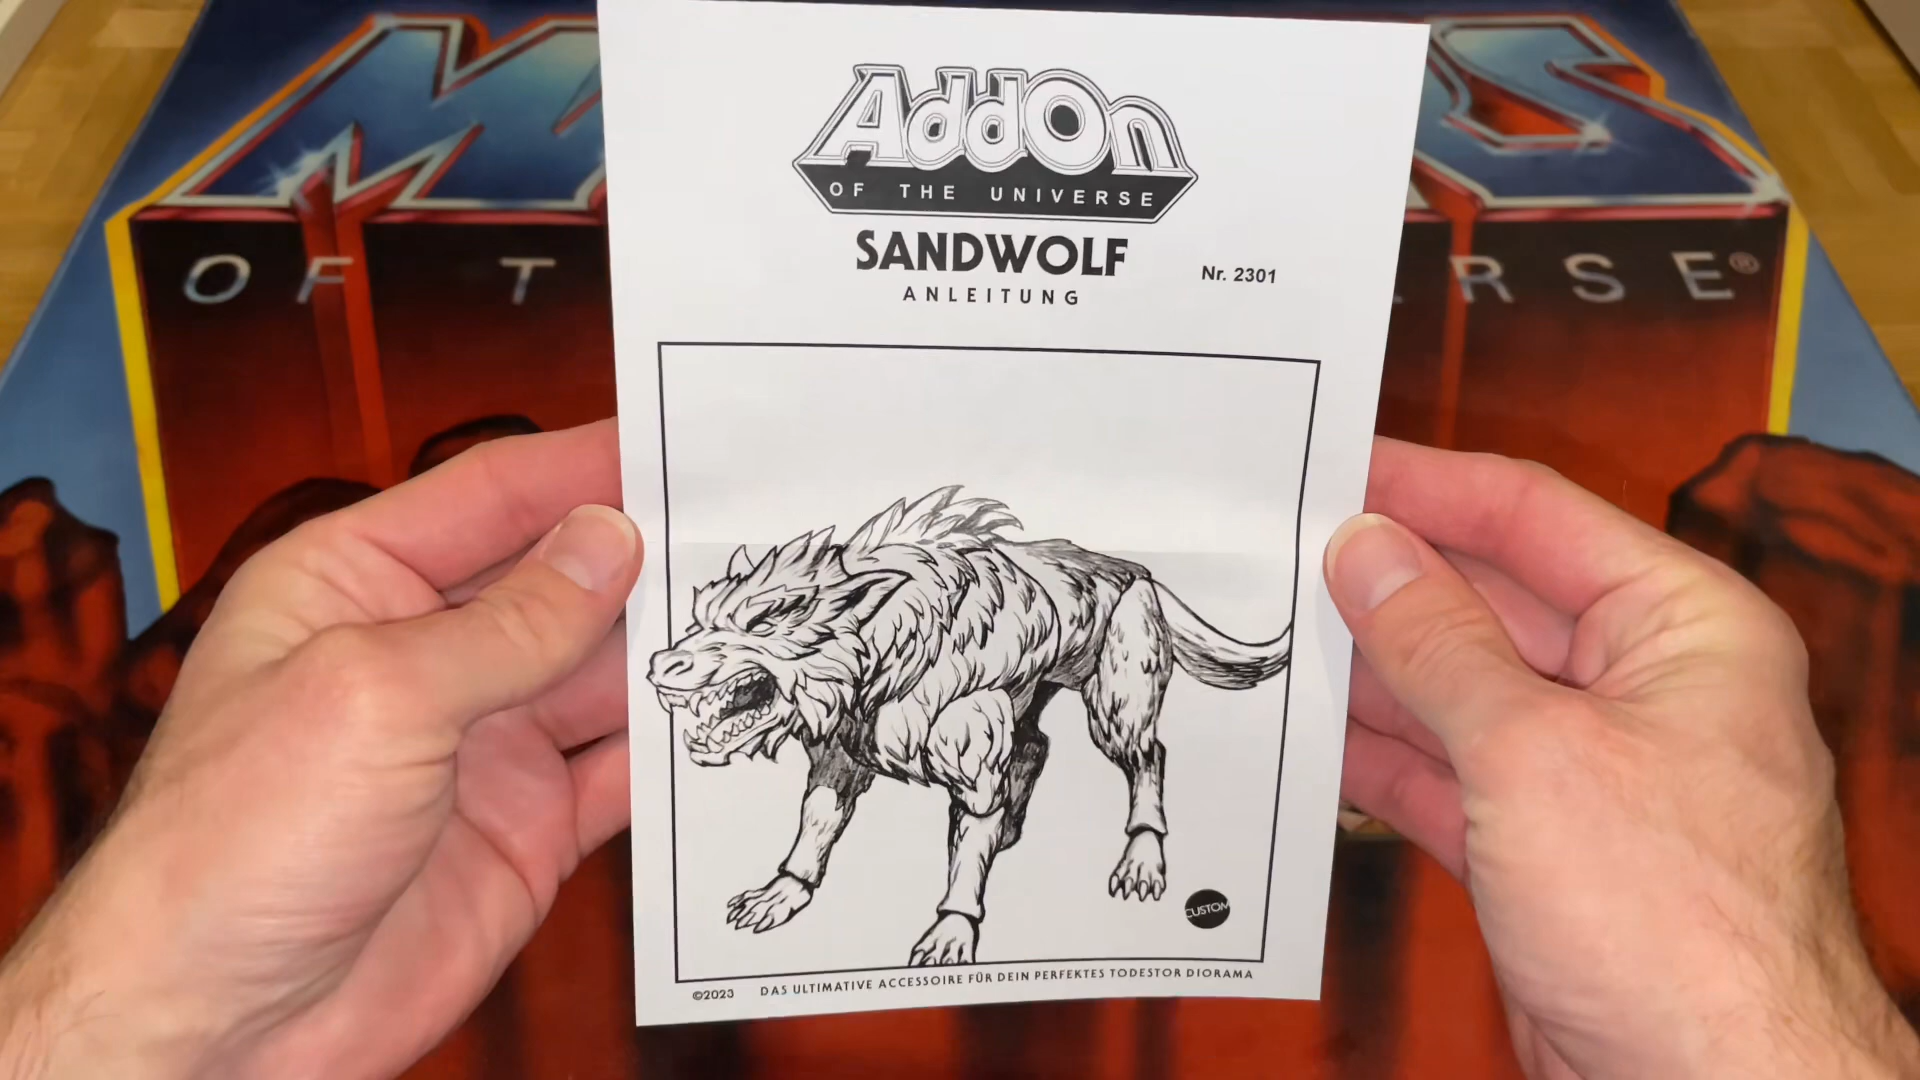 AddOn
OF THE UNIVERSE
SANDWOLF
Nr. 2301
ANLEITUNG
CUSTOM
©2023 DAS ULTIMATIVE ACCESSOIRE FÜR DEIN PERFEKTES TODESTOR DIORAMA
M S
OF T RSE®